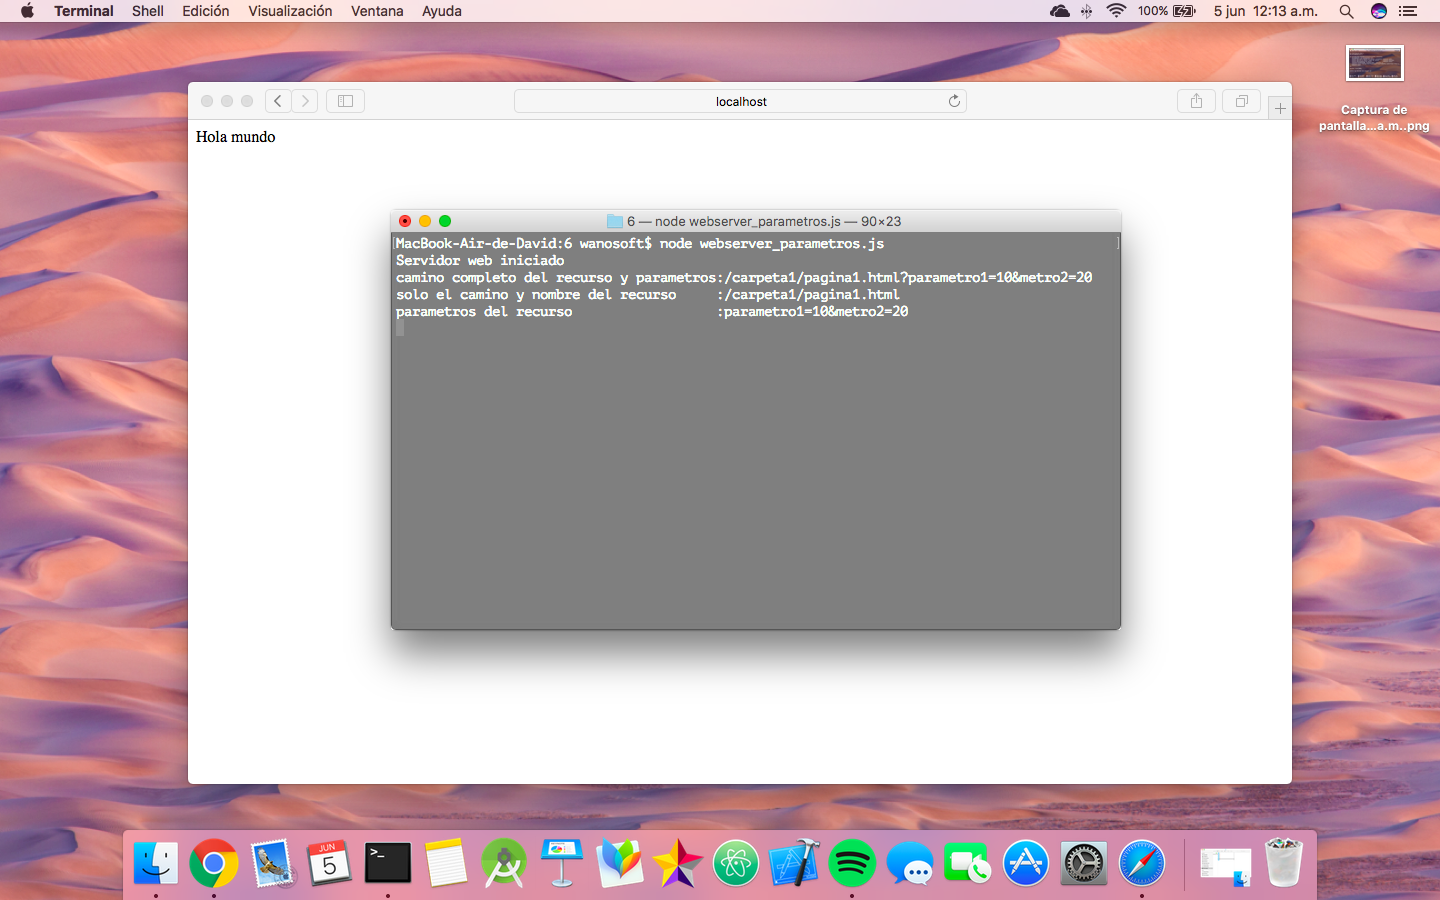 Terminal Shell Edición Visualización Ventana Ayuda 100% 5 jun 12:13 a.m.
Captura de
pantalla...a.m..png
localhost
Hola mundo
6 — node webserver_parametros.js — 90×23
MacBook-Air-de-David:6 wanosoft$ node webserver_parametros.js
Servidor web iniciado
camino completo del recurso y parametros:/carpeta1/pagina1.html?parametro1=10&metro2=20
solo el camino y nombre del recurso :/carpeta1/pagina1.html
parametros del recurso :parametro1=10&metro2=20
JUN
5
>_